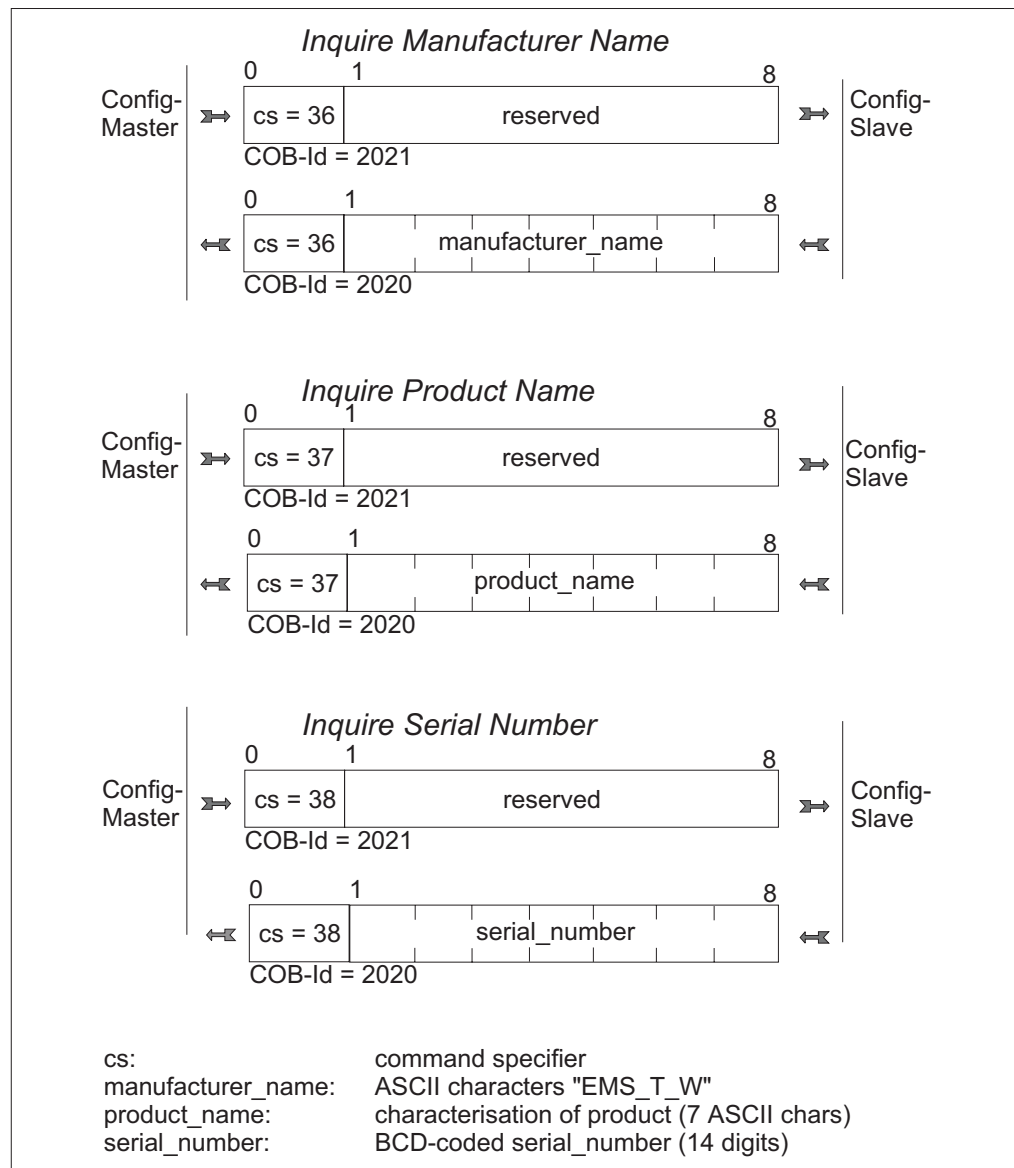 Inquire Manufacturer Name
0 1 8
Config-Master cs = 36 reserved Config-Slave
COB-Id = 2021
0 1 8
cs = 36 manufacturer_name
COB-Id = 2020
Inquire Product Name
0 1 8
Config-Master cs = 37 reserved Config-Slave
COB-Id = 2021
0 1 8
cs = 37 product_name
COB-Id = 2020
Inquire Serial Number
0 1 8
Config-Master cs = 38 reserved Config-Slave
COB-Id = 2021
0 1 8
cs = 38 serial_number
COB-Id = 2020
cs: command specifier
manufacturer_name: ASCII characters "EMS_T_W"
product_name: characterisation of product (7 ASCII chars)
serial_number: BCD-coded serial_number (14 digits)